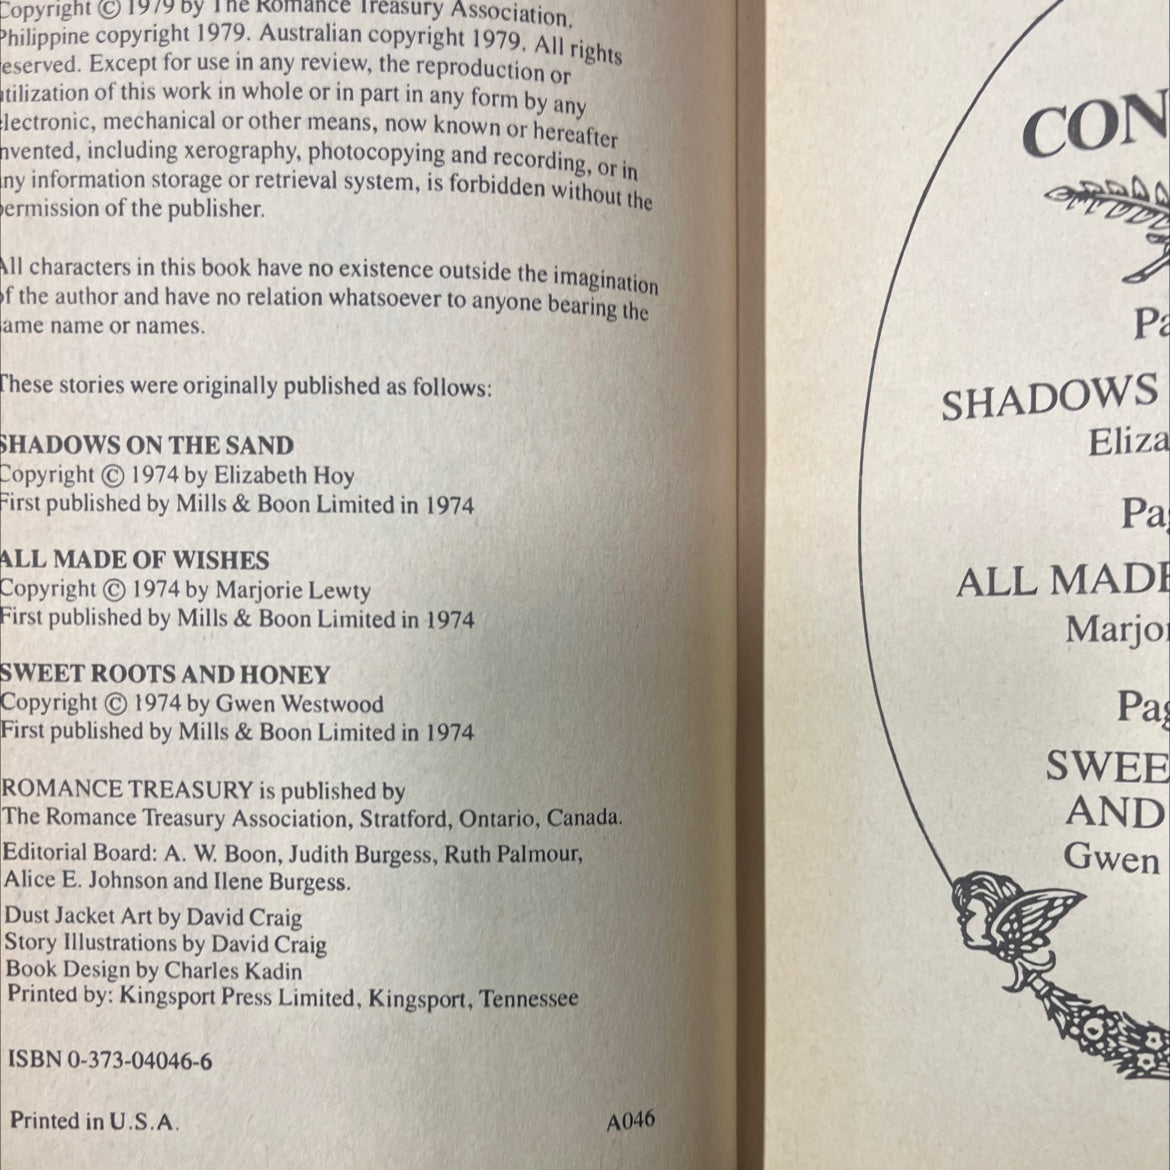 Copyright © 1979 by The Romance Treasury Association.
Philippine copyright 1979. Australian copyright 1979. All rights
eserved. Except for use in any review, the reproduction or
tilization of this work in whole or in part in any form by any
lectronic, mechanical or other means, now known or hereafter
nvented, including xerography, photocopying and recording, or in
ny information storage or retrieval system, is forbidden without the
ermission of the publisher.
All characters in this book have no existence outside the imagination
of the author and have no relation whatsoever to anyone bearing the
ame name or names.
These stories were originally published as follows:
SHADOWS ON THE SAND
Copyright © 1974 by Elizabeth Hoy
First published by Mills & Boon Limited in 1974
ALL MADE OF WISHES
Copyright © 1974 by Marjorie Lewty
First published by Mills & Boon Limited in 1974
SWEET ROOTS AND HONEY
Copyright © 1974 by Gwen Westwood
First published by Mills & Boon Limited in 1974
ROMANCE TREASURY is published by
The Romance Treasury Association, Stratford, Ontario, Canada.
Editorial Board: A. W. Boon, Judith Burgess, Ruth Palmour,
Alice E. Johnson and Ilene Burgess.
Dust Jacket Art by David Craig
Story Illustrations by David Craig
Book Design by Charles Kadin
Printed by: Kingsport Press Limited, Kingsport, Tennessee
ISBN 0-373-04046-6
Printed in U.S.A. A046
CON
Pa
SHADOWS
Eliza
Pag
ALL MADE
Marjor
Pag
SWEE
AND
Gwen